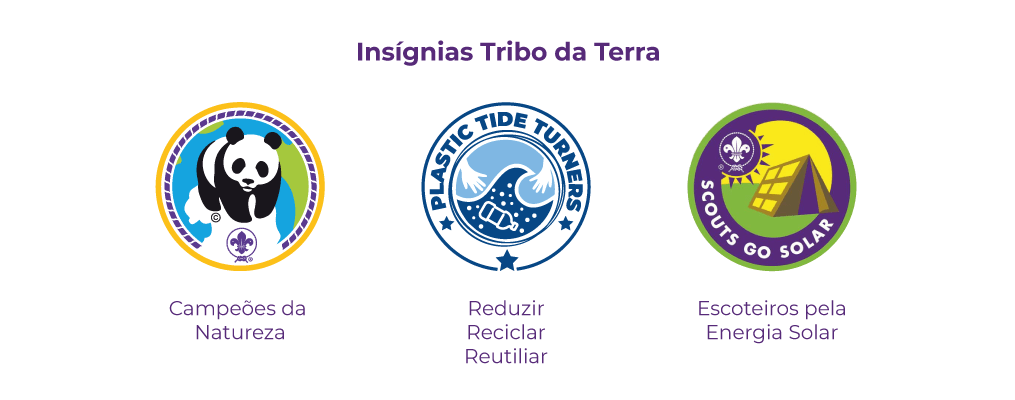 Insígnias Tribo da Terra
©
®
PLASTIC TIDE TURNERS
®
SCOUTS GO SOLAR
Campeões da
Natureza
Reduzir
Reciclar
Reutiliar
Escoteiros pela
Energia Solar